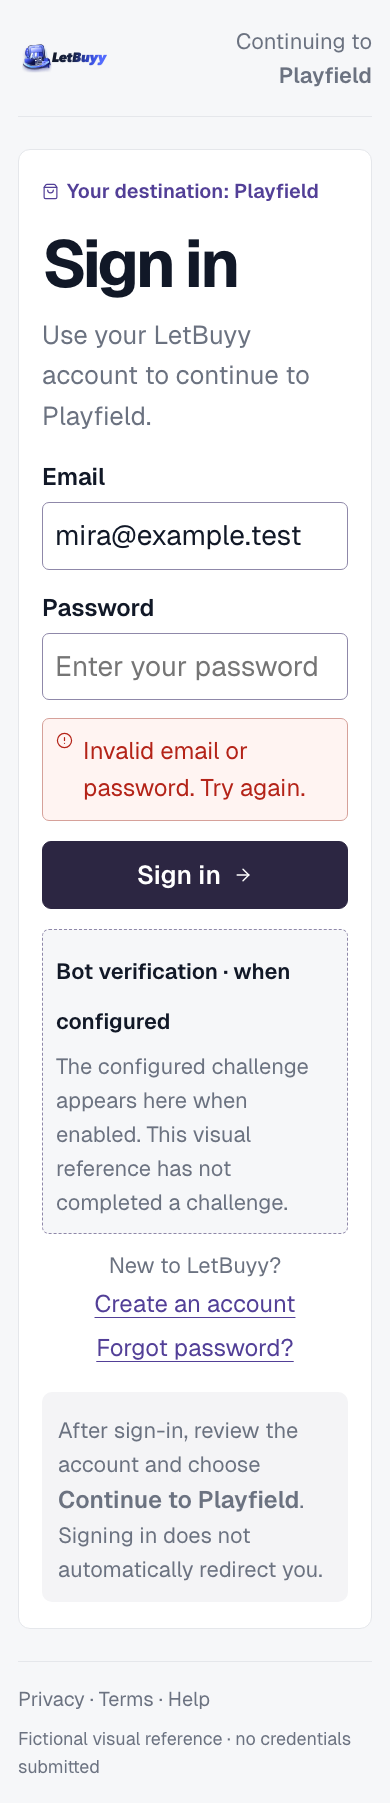 LetBuyy
Continuing to
Playfield
Your destination: Playfield
Sign in
Use your LetBuyy
account to continue to
Playfield.
Email
mira@example.test
Password
Enter your password
Invalid email or
password. Try again.
Sign in →
Bot verification · when
configured
The configured challenge
appears here when
enabled. This visual
reference has not
completed a challenge.
New to LetBuyy?
Create an account
Forgot password?
After sign-in, review the
account and choose
Continue to Playfield.
Signing in does not
automatically redirect you.
Privacy · Terms · Help
Fictional visual reference · no credentials
submitted